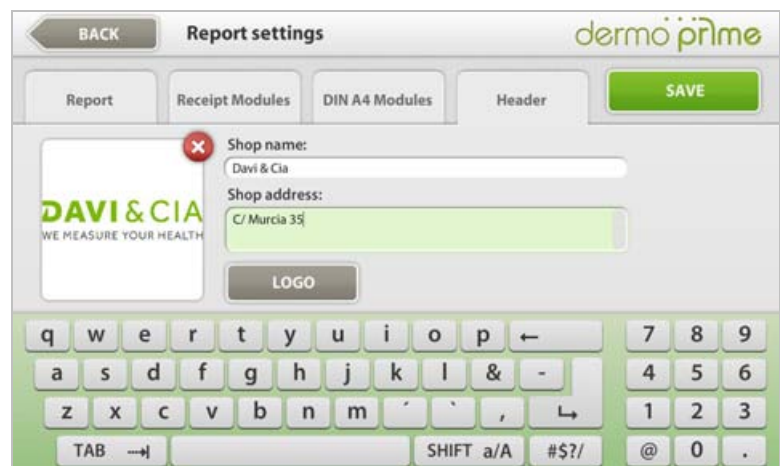 BACK Report settings dermo prime
Report Receipt Modules DIN A4 Modules Header SAVE
Shop name:
Davi & Cia
Shop address:
C/ Murcia 35
DAVI & CIA
WE MEASURE YOUR HEALTH
LOGO
q w e r t y u i o p ← 7 8 9
a s d f g h j k l & - 4 5 6
z x c v b n m ´ ` , ↵ 1 2 3
TAB SHIFT a/A #$?/ @ 0 .